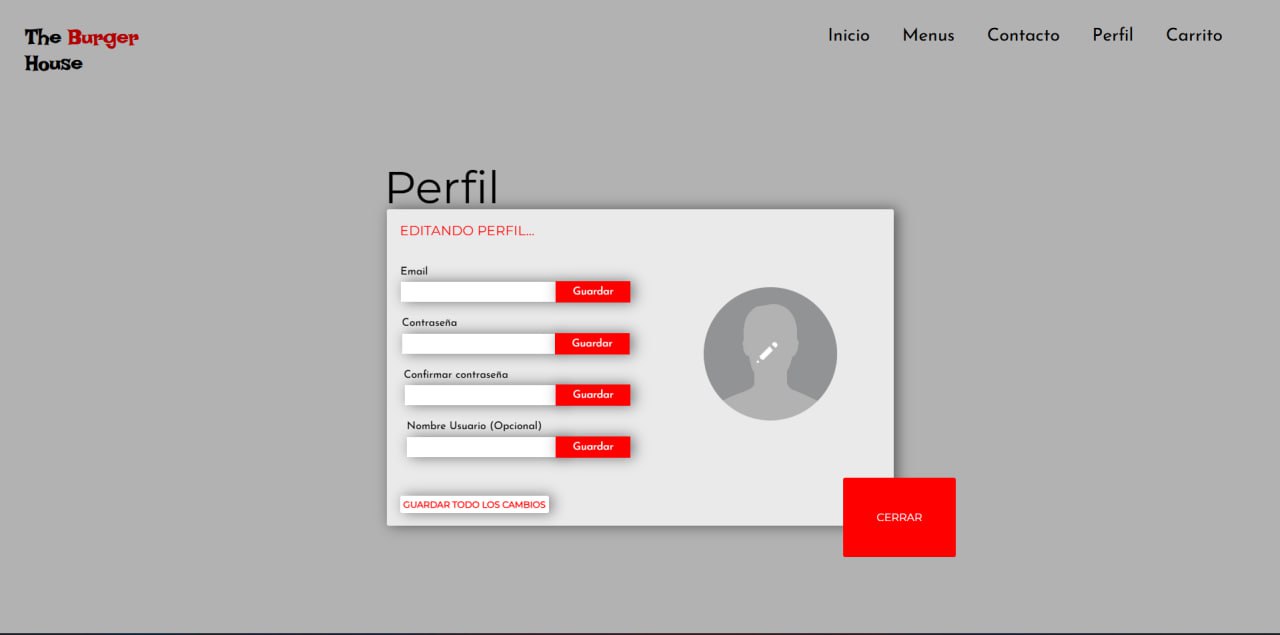 The Burger
House
Inicio Menus Contacto Perfil Carrito
Perfil
EDITANDO PERFIL...
Email
Guardar
Contraseña
Guardar
Confirmar contraseña
Guardar
Nombre Usuario (Opcional)
Guardar
GUARDAR TODO LOS CAMBIOS
CERRAR